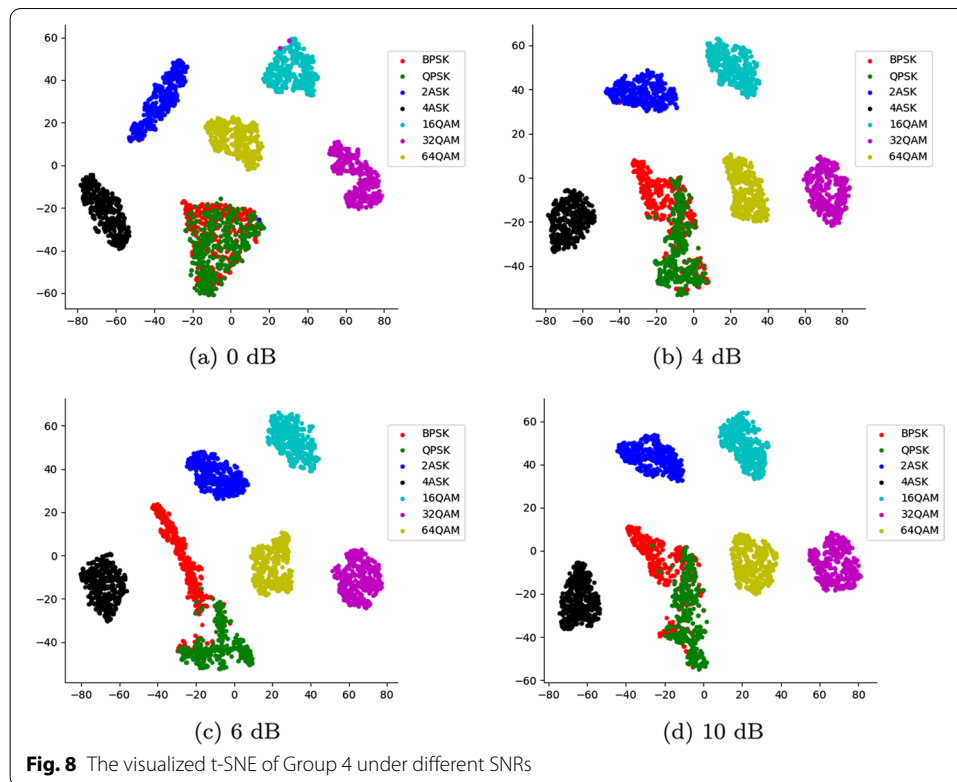 60
40
20
0
−20
−40
−60
−80 −60 −40 −20 0 20 40 60 80
BPSK
QPSK
2ASK
4ASK
16QAM
32QAM
64QAM
(a) 0 dB
60
40
20
0
−20
−40
−80 −60 −40 −20 0 20 40 60 80
BPSK
QPSK
2ASK
4ASK
16QAM
32QAM
64QAM
(b) 4 dB
60
40
20
0
−20
−40
−80 −60 −40 −20 0 20 40 60 80
BPSK
QPSK
2ASK
4ASK
16QAM
32QAM
64QAM
(c) 6 dB
60
40
20
0
−20
−40
−60
−80 −60 −40 −20 0 20 40 60 80
BPSK
QPSK
2ASK
4ASK
16QAM
32QAM
64QAM
(d) 10 dB
Fig. 8 The visualized t-SNE of Group 4 under different SNRs